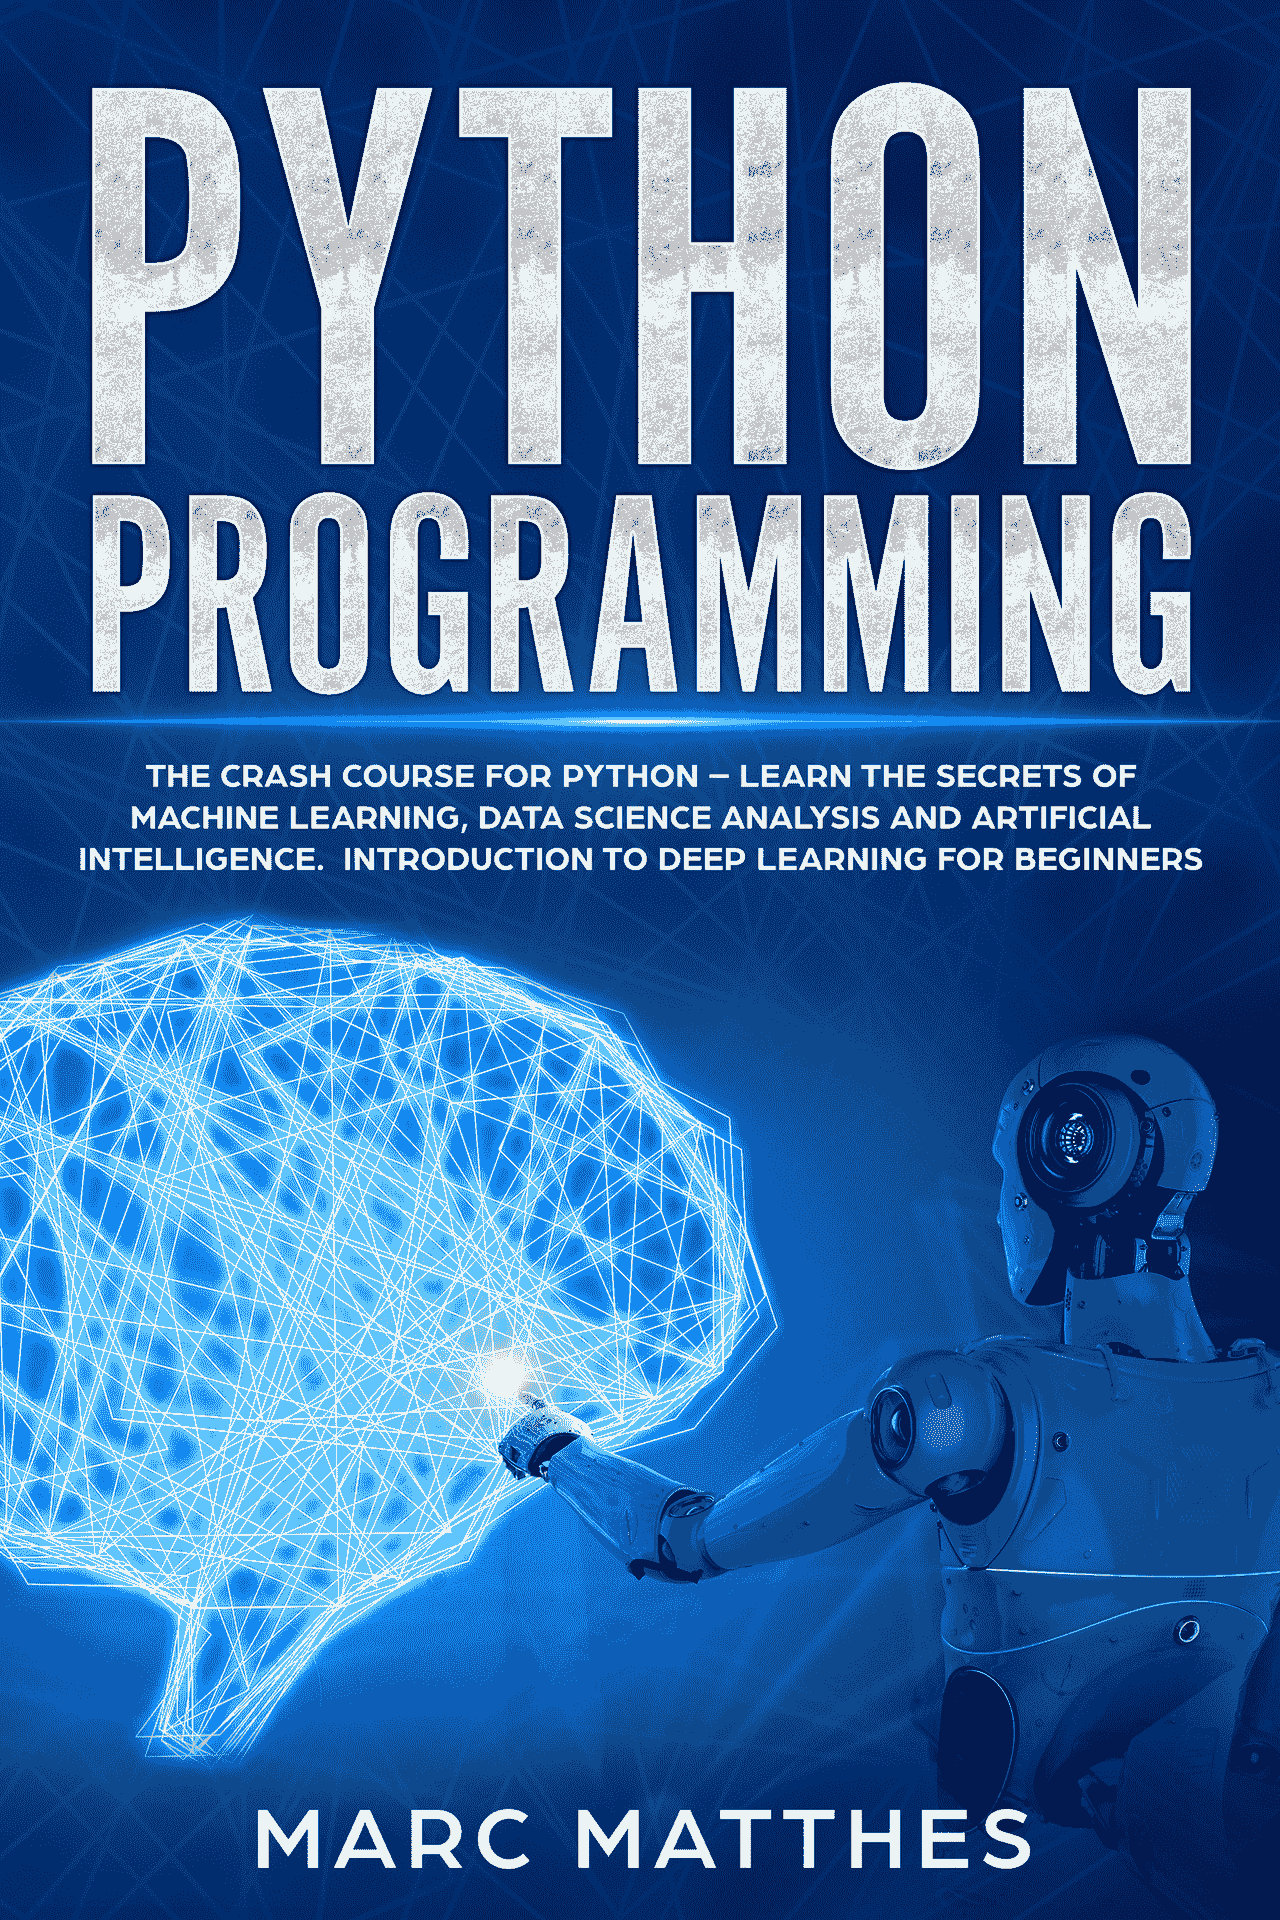 PYTHON
PROGRAMMING
THE CRASH COURSE FOR PYTHON – LEARN THE SECRETS OF
MACHINE LEARNING, DATA SCIENCE ANALYSIS AND ARTIFICIAL
INTELLIGENCE.  INTRODUCTION TO DEEP LEARNING FOR BEGINNERS
MARC MATTHES